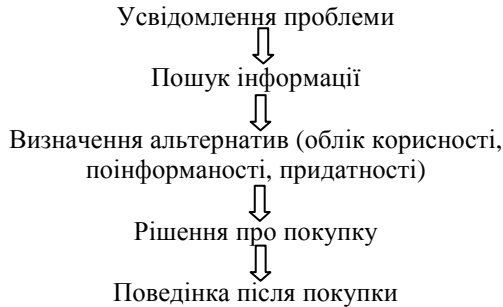 Усвідомлення проблеми
Пошук інформації
Визначення альтернатив (облік корисності,
поінформаності, придатності)
Рішення про покупку
Поведінка після покупки